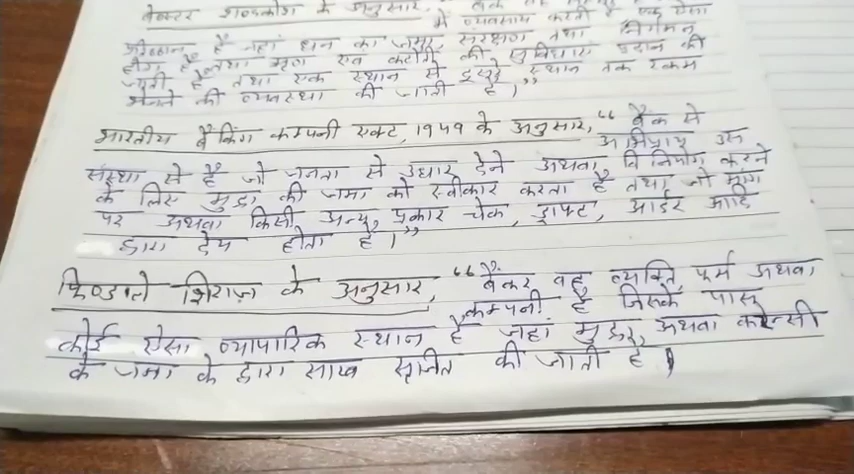 वेब्स्टर शब्दकोश के अनुसार,
में व्यवसाय करती है एक ऐसा
प्रतिष्ठान है जहां धन का जमा, संरक्षण तथा निर्गमन
होता है तथा ऋण एवं कटौती की सुविधाएं प्रदान की
जाती है तथा एक स्थान से दूसरे स्थान तक रकम
भेजने की व्यवस्था की जाती है।”
भारतीय बैंकिंग कम्पनी एक्ट, १९४९ के अनुसार, “ बैंक से
अभिप्राय उस
संस्था से है जो जनता से उधार देने अथवा विनियोग करने
के लिए मुद्रा की जमा को स्वीकार करता है तथा जो मांग
पर अथवा किसी अन्य प्रकार चेक, ड्राफ्ट, आर्डर आदि
द्वारा देय होता है।”
फिण्डले शिराज़ के अनुसार, “ बैंकर वह व्यक्ति, फर्म अथवा
कम्पनी है जिसके पास
कोई ऐसा व्यापारिक स्थान है जहां मुद्रा, अथवा करेन्सी
के जमा के द्वारा साख सृजित की जाती है।